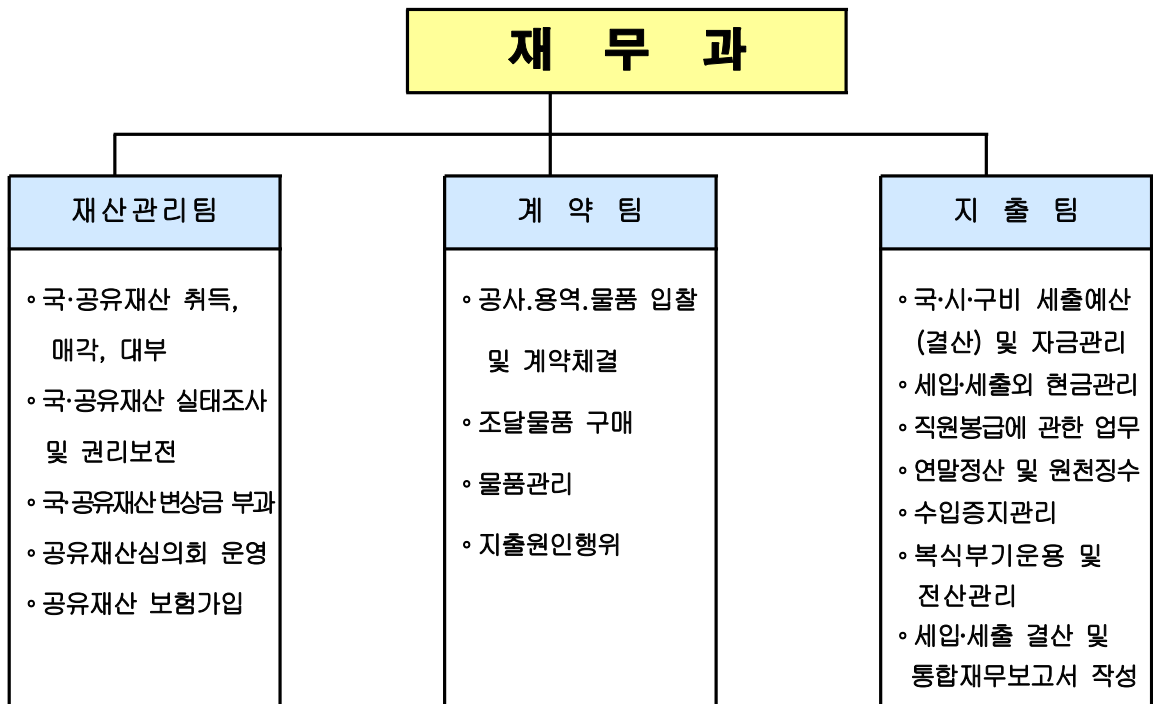 재 무 과
재산관리팀
◦국·공유재산 취득,
매각, 대부
◦국·공유재산 실태조사
및 권리보전
◦국·공유재산 변상금 부과
◦공유재산심의회 운영
◦공유재산 보험가입
계 약 팀
◦공사.용역.물품 입찰
및 계약체결
◦조달물품 구매
◦물품관리
◦지출원인행위
지 출 팀
◦국·시·구비 세출예산
(결산) 및 자금관리
◦세입·세출외 현금관리
◦직원봉급에 관한 업무
◦연말정산 및 원천징수
◦수입증지관리
◦복식부기운용 및
전산관리
◦세입·세출 결산 및
통합재무보고서 작성